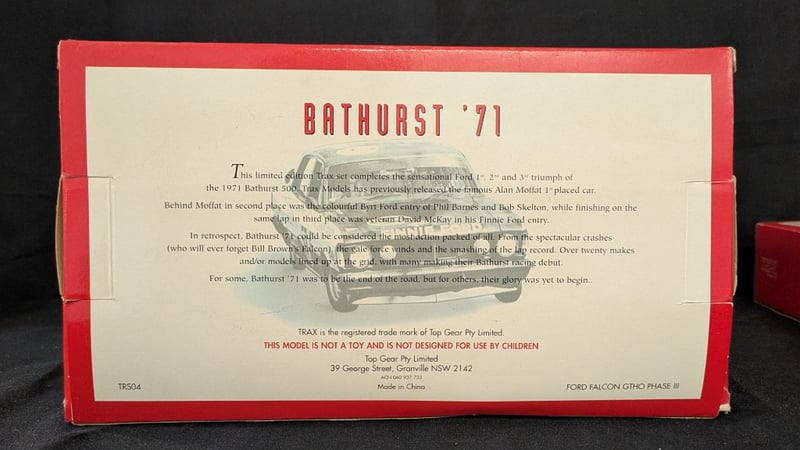 BATHURST '71
This limited edition Trax set completes the sensational Ford 1st, 2nd and 3rd triumph of
the 1971 Bathurst 500. Trax Models has previously released the famous Alan Moffat 1st placed car.
Behind Moffat in second place was the colourful Byrt Ford entry of Phil Barnes and Bob Skelton, while finishing on the
same lap in third place was veteran David McKay in his Finnie Ford entry.
In retrospect, Bathurst '71 could be considered the most action packed of all. From the spectacular crashes
(who will ever forget Bill Brown's Falcon), the gale force winds and the smashing of the lap record. Over twenty makes
and/or models lined up at the grid, with many making their Bathurst racing debut.
For some, Bathurst '71 was to be the end of the road, but for others, their glory was yet to begin..
FINNIE FORD
TRAX is the registered trade mark of Top Gear Pty Limited.
THIS MODEL IS NOT A TOY AND IS NOT DESIGNED FOR USE BY CHILDREN
Top Gear Pty Limited
39 George Street, Granville NSW 2142
ACN 060 937 733
Made in China
TRS04
FORD FALCON GTHO PHASE III